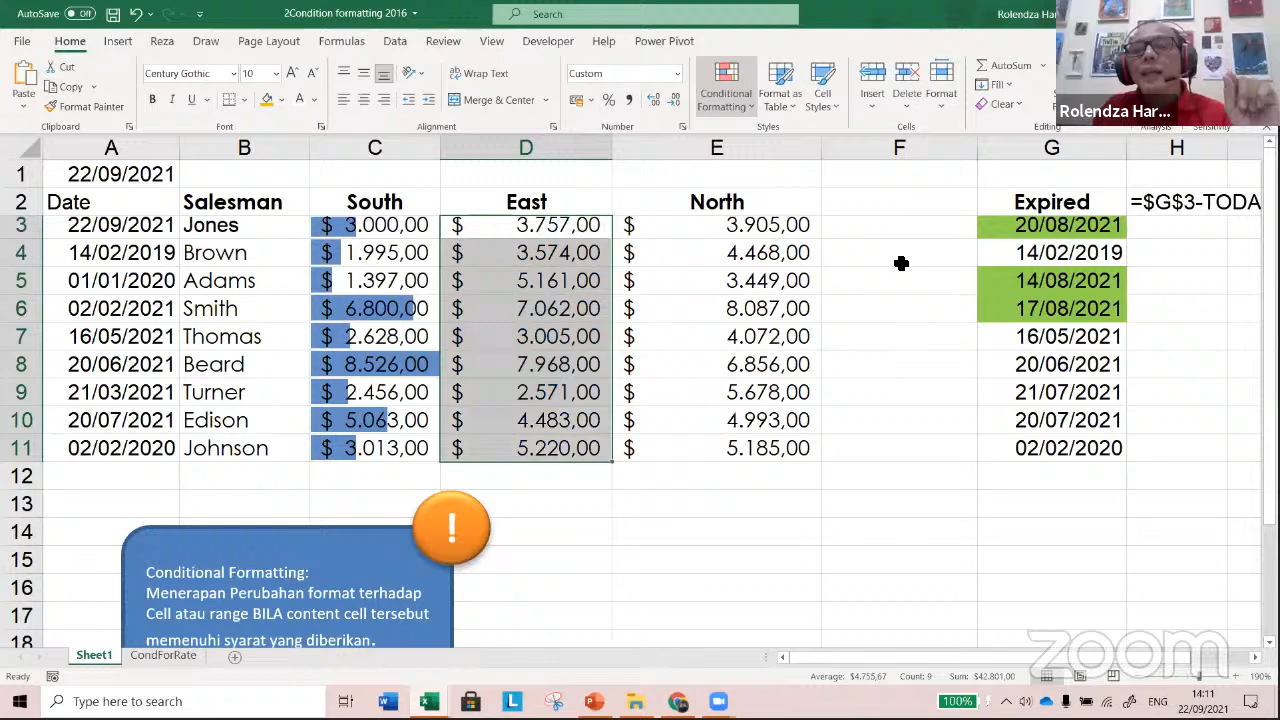 AutoSave Off 2Condition formatting 2016 Search Rolendza Har
File Home Insert Reza Draw Page Layout Formulas Data Review View Developer Help Power Pivot
Paste Cut Copy Format Painter
Clipboard
Century Gothic 10
B I U
Font
Wrap Text
Merge & Center
Alignment
Custom
Number
Conditional Formatting Format as Table Cell Styles
Styles
Insert Delete Format
Cells
AutoSum
Fill
Clear
Editing
Analysis
Sensitivity
Rolendza Har...
A B C D E F G H
1 22/09/2021
2 Date Salesman South East North Expired =$G$3-TODA
3 22/09/2021 Jones $ 3.000,00 $ 3.757,00 $ 3.905,00 20/08/2021
4 14/02/2019 Brown $ 1.995,00 $ 3.574,00 $ 4.468,00 14/02/2019
5 01/01/2020 Adams $ 1.397,00 $ 5.161,00 $ 3.449,00 14/08/2021
6 02/02/2021 Smith $ 6.800,00 $ 7.062,00 $ 8.087,00 17/08/2021
7 16/05/2021 Thomas $ 2.628,00 $ 3.005,00 $ 4.072,00 16/05/2021
8 20/06/2021 Beard $ 8.526,00 $ 7.968,00 $ 6.856,00 20/06/2021
9 21/03/2021 Turner $ 2.456,00 $ 2.571,00 $ 5.678,00 21/07/2021
10 20/07/2021 Edison $ 5.063,00 $ 4.483,00 $ 4.993,00 20/07/2021
11 02/02/2020 Johnson $ 3.013,00 $ 5.220,00 $ 5.185,00 02/02/2020
12
13
14
15
16
17
18
!
Conditional Formatting:
Menerapan Perubahan format terhadap
Cell atau range BILA content cell tersebut
memenuhi syarat yang diberikan.
zoom
Sheet1 CondForRate
Ready Average: $4.755,67 Count: 9 Sum: $42.801,00 190%
Type here to search 100% ENG 14:11
22/09/2021